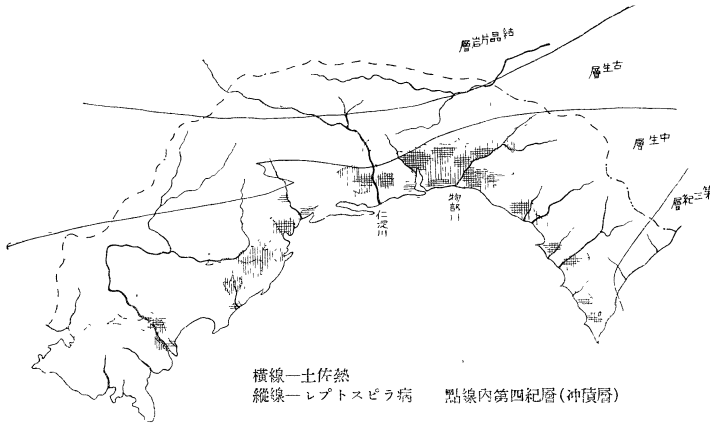 結晶片岩層
古生層
中生層
第三紀層
物部川
仁淀川
横線―土佐熱
縱線―レプトスピラ病　點線內第四紀層(冲積層)